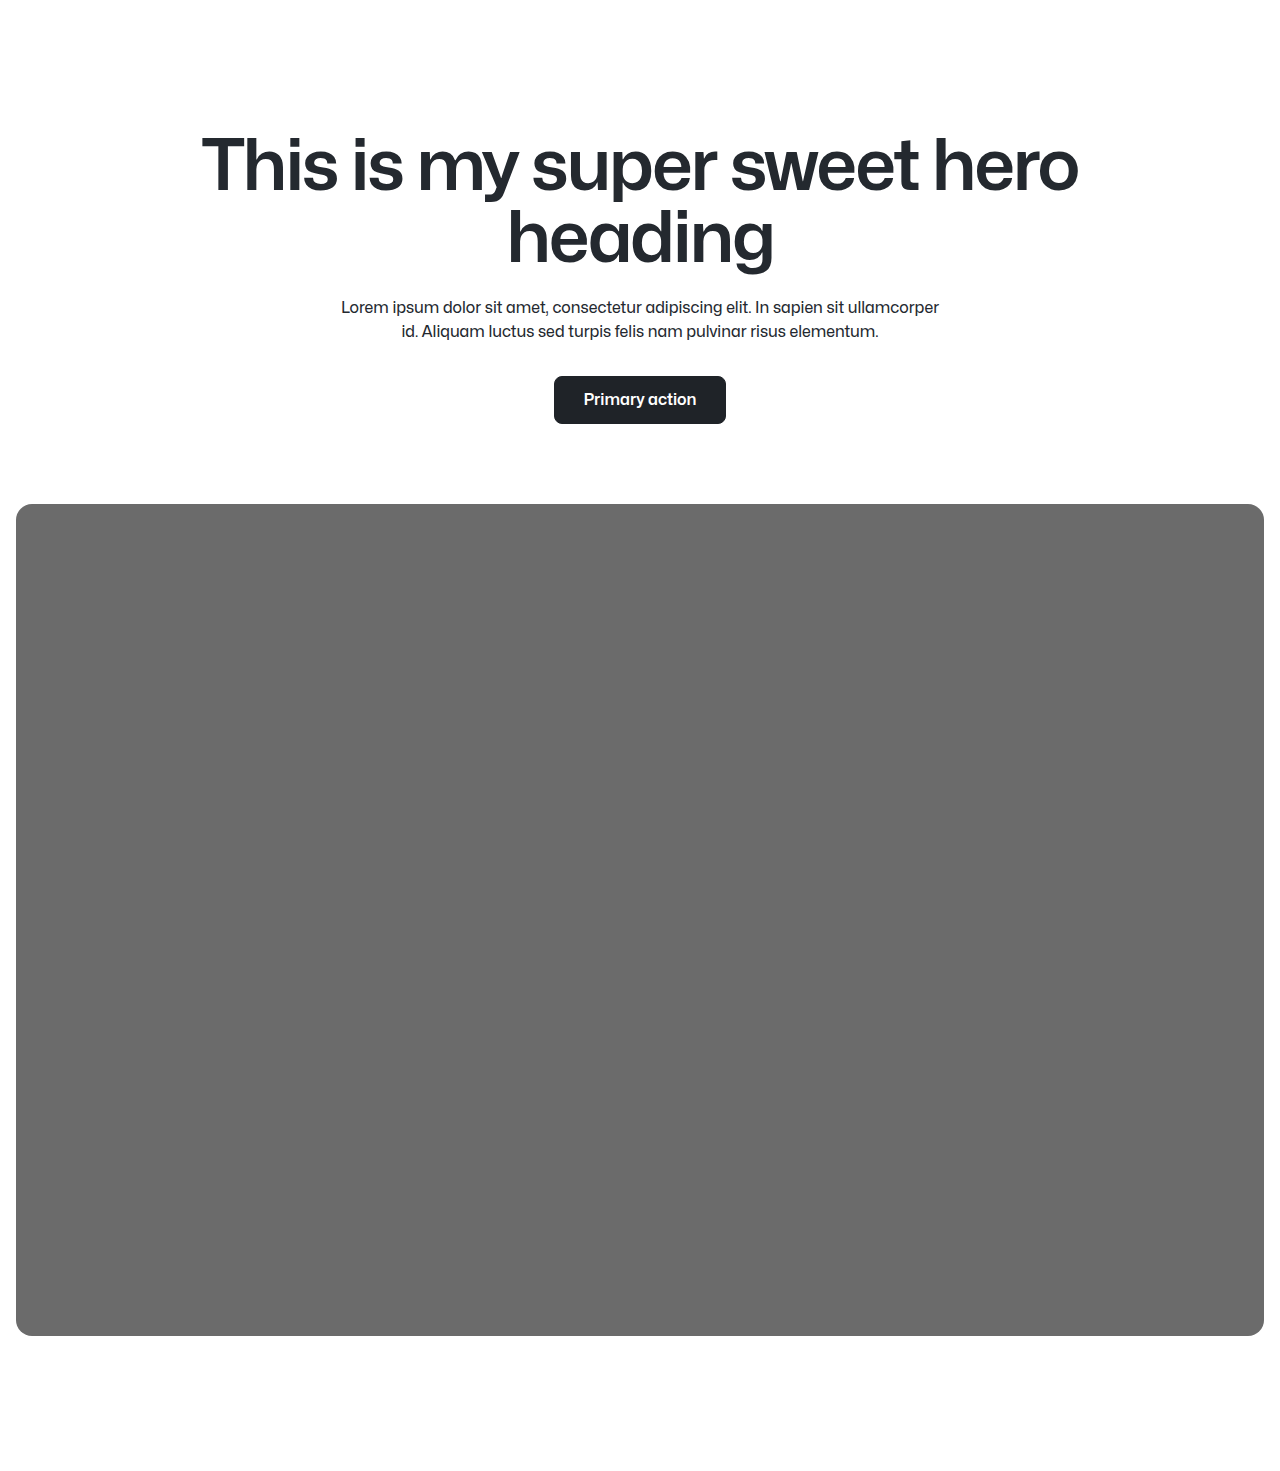 This is my super sweet hero
heading
Lorem ipsum dolor sit amet, consectetur adipiscing elit. In sapien sit ullamcorper
id. Aliquam luctus sed turpis felis nam pulvinar risus elementum.
Primary action